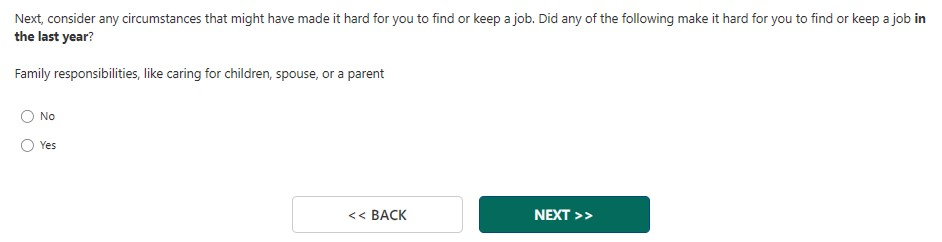 Next, consider any circumstances that might have made it hard for you to find or keep a job. Did any of the following make it hard for you to find or keep a job in
the last year?
Family responsibilities, like caring for children, spouse, or a parent
No
Yes
<< BACK
NEXT >>